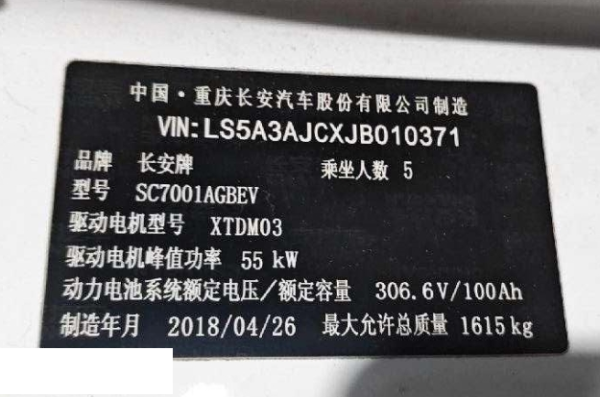 中国·重庆长安汽车股份有限公司制造
VIN:LS5A3AJCXJB010371
品牌 长安牌 乘坐人数 5
型号 SC7001AGBEV
驱动电机型号 XTDM03
驱动电机峰值功率 55 kW
动力电池系统额定电压/额定容量 306.6V/100Ah
制造年月 2018/04/26 最大允许总质量 1615kg